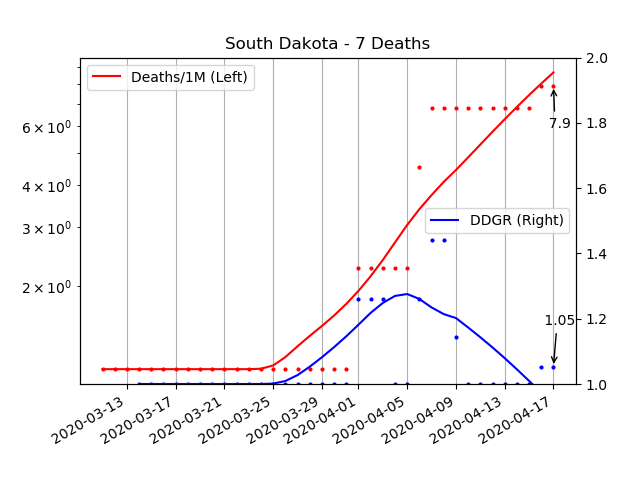 South Dakota - 7 Deaths
Deaths/1M (Left)
DDGR (Right)
7.9
1.05
6 × 10⁰
4 × 10⁰
3 × 10⁰
2 × 10⁰
2.0
1.8
1.6
1.4
1.2
1.0
2020-03-13
2020-03-17
2020-03-21
2020-03-25
2020-03-29
2020-04-01
2020-04-05
2020-04-09
2020-04-13
2020-04-17